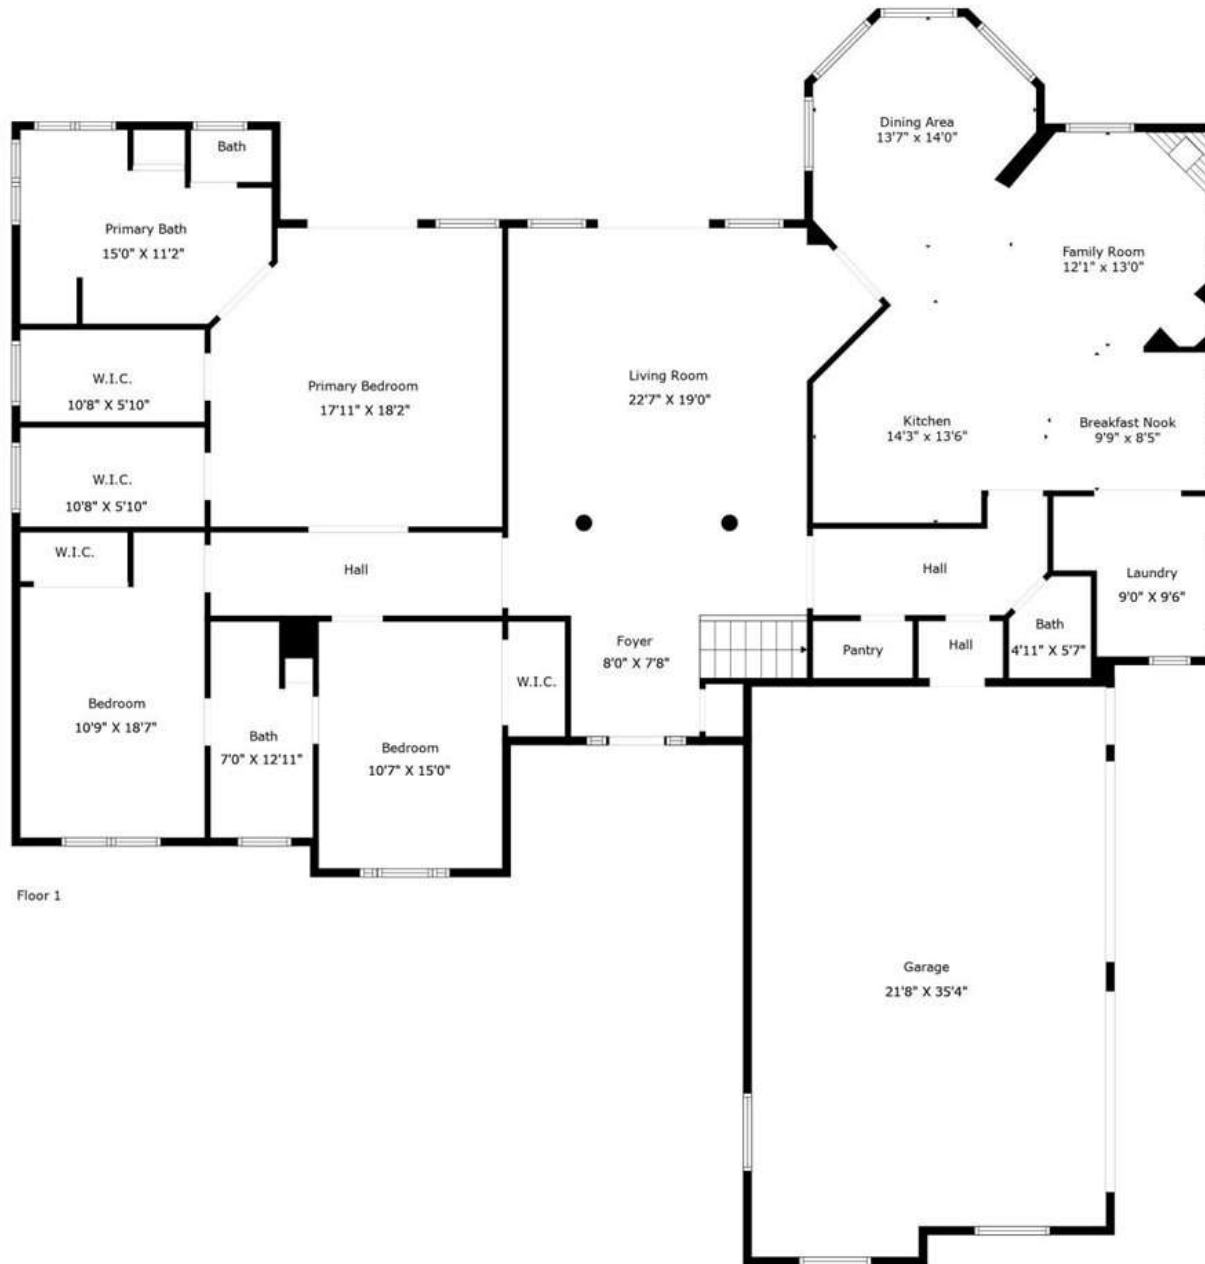 Dining Area
13'7" x 14'0"
Bath
Primary Bath
15'0" X 11'2"
Family Room
12'1" x 13'0"
W.I.C.
10'8" X 5'10"
Primary Bedroom
17'11" X 18'2"
Living Room
22'7" X 19'0"
Kitchen
14'3" x 13'6"
Breakfast Nook
9'9" x 8'5"
W.I.C.
10'8" X 5'10"
W.I.C.
Hall
Hall
Laundry
9'0" X 9'6"
Foyer
8'0" X 7'8"
Pantry
Hall
Bath
4'11" X 5'7"
W.I.C.
Bedroom
10'9" X 18'7"
Bath
7'0" X 12'11"
Bedroom
10'7" X 15'0"
Floor 1
Garage
21'8" X 35'4"